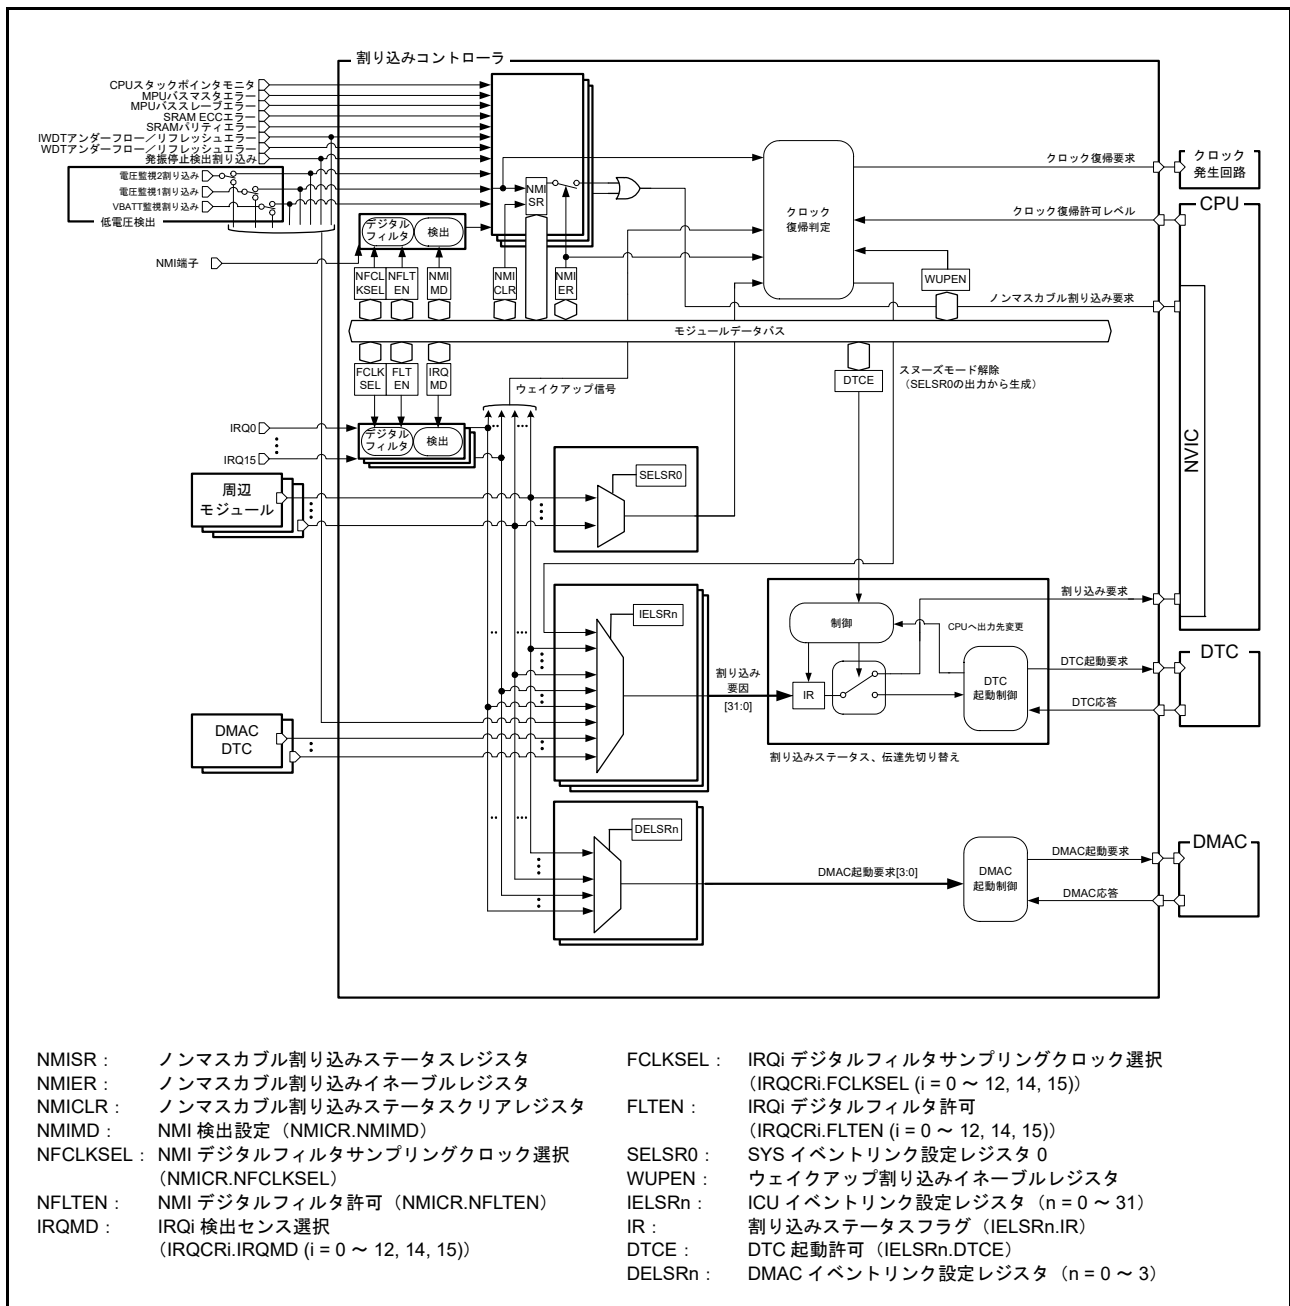 割り込みコントローラ
CPUスタックポインタモニタ
MPUバスマスタエラー
MPUバススレーブエラー
SRAM ECCエラー
SRAMパリティエラー
IWDTアンダーフロー／リフレッシュエラー
WDTアンダーフロー／リフレッシュエラー
発振停止検出割り込み
電圧監視2割り込み
電圧監視1割り込み
VBATT監視割り込み
低電圧検出
NMI端子
デジタル
フィルタ
検出
NMI
SR
NFCL
KSEL
NFLT
EN
NMI
MD
NMI
CLR
NMI
ER
クロック
復帰判定
WUPEN
クロック復帰要求
クロック
発生回路
クロック復帰許可レベル
CPU
ノンマスカブル割り込み要求
NVIC
モジュールデータバス
FCLK
SEL
FLT
EN
IRQ
MD
ウェイクアップ信号
DTCE
スヌーズモード解除
（SELSR0の出力から生成）
IRQ0
IRQ15
デジタル
フィルタ
検出
周辺
モジュール
SELSR0
IELSRn
制御
CPUへ出力先変更
割り込み要求
割り込み
要因
[31:0]
IR
DTC
起動制御
DTC起動要求
DTC応答
DTC
DMAC
DTC
割り込みステータス、伝達先切り替え
DELSRn
DMAC起動要求[3:0]
DMAC
起動制御
DMAC起動要求
DMAC応答
DMAC
NMISR： ノンマスカブル割り込みステータスレジスタ
NMIER： ノンマスカブル割り込みイネーブルレジスタ
NMICLR： ノンマスカブル割り込みステータスクリアレジスタ
NMIMD： NMI 検出設定（NMICR.NMIMD）
NFCLKSEL： NMI デジタルフィルタサンプリングクロック選択
（NMICR.NFCLKSEL）
NFLTEN： NMI デジタルフィルタ許可（NMICR.NFLTEN）
IRQMD： IRQi 検出センス選択
（IRQCRi.IRQMD (i = 0 ～ 12, 14, 15)）
FCLKSEL： IRQi デジタルフィルタサンプリングクロック選択
（IRQCRi.FCLKSEL (i = 0 ～ 12, 14, 15)）
FLTEN： IRQi デジタルフィルタ許可
（IRQCRi.FLTEN (i = 0 ～ 12, 14, 15)）
SELSR0： SYS イベントリンク設定レジスタ 0
WUPEN： ウェイクアップ割り込みイネーブルレジスタ
IELSRn： ICU イベントリンク設定レジスタ（n = 0 ～ 31）
IR： 割り込みステータスフラグ（IELSRn.IR）
DTCE： DTC 起動許可（IELSRn.DTCE）
DELSRn： DMAC イベントリンク設定レジスタ（n = 0 ～ 3）